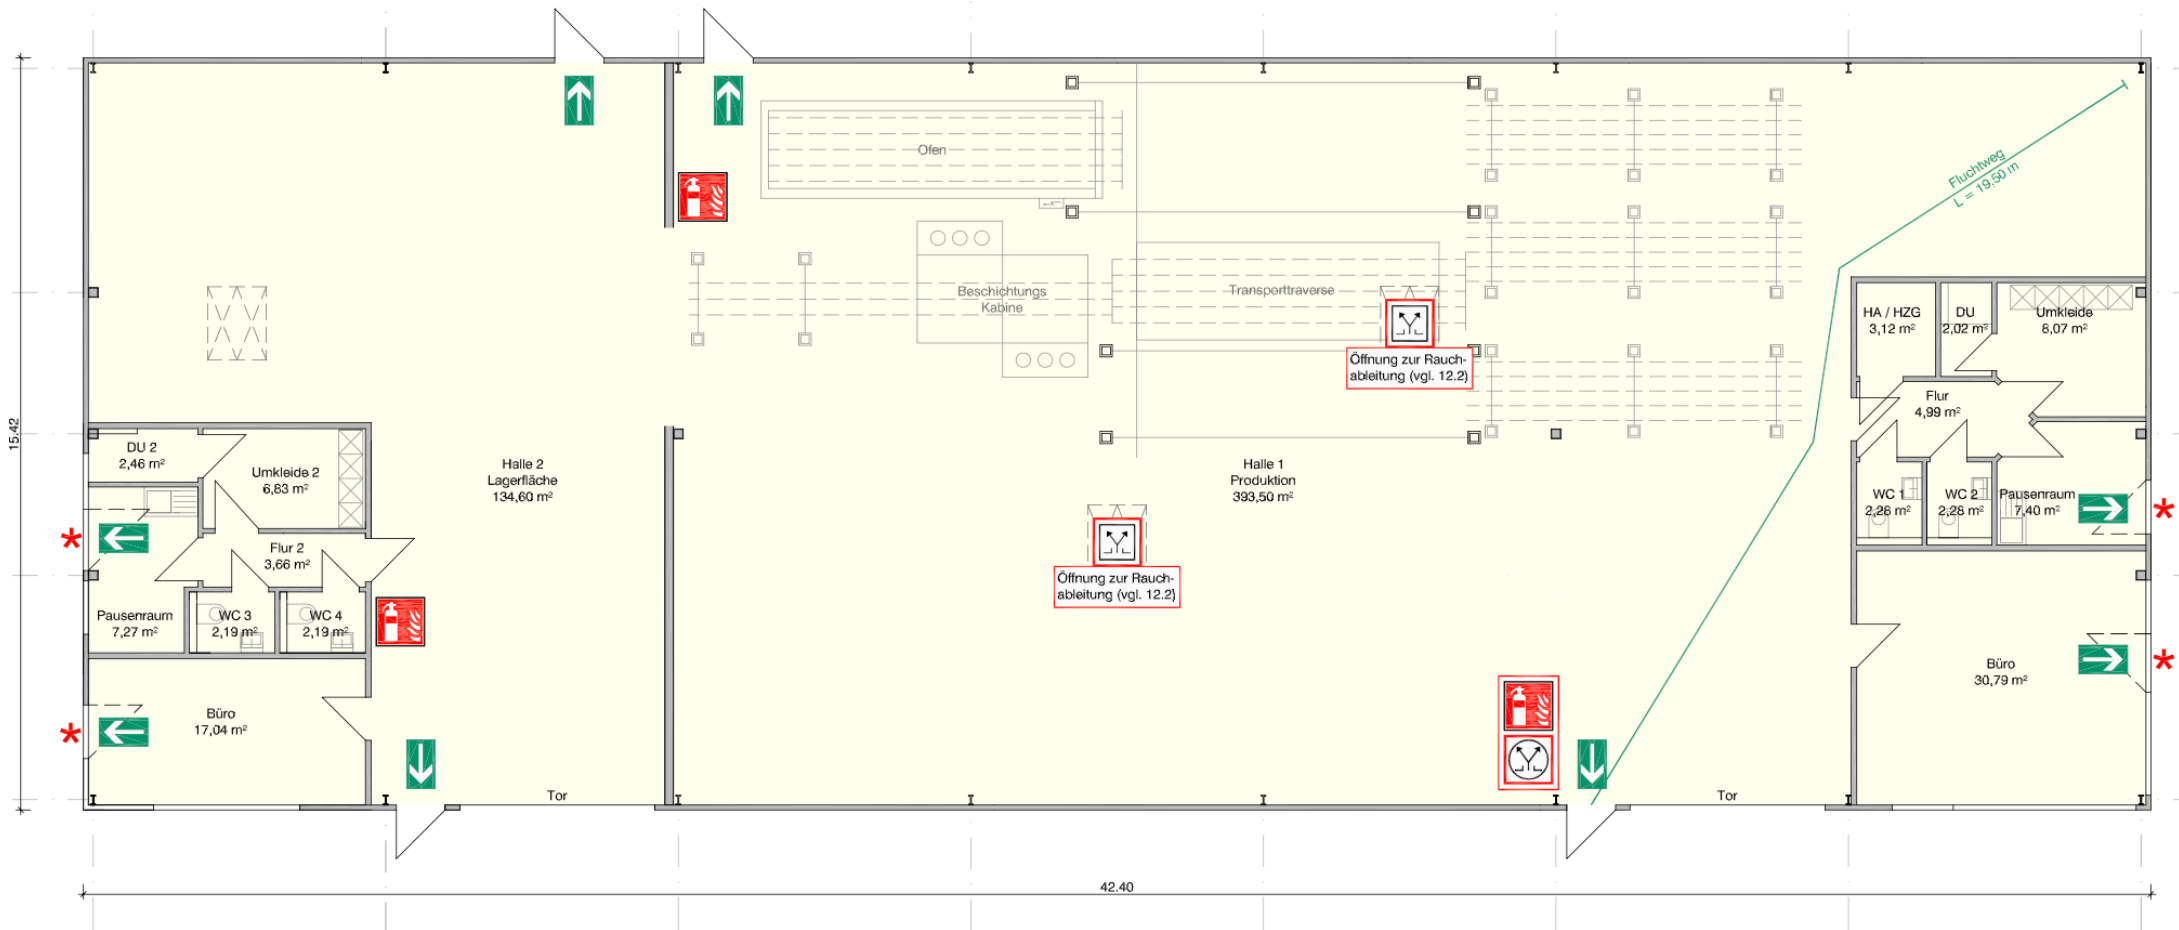 Ofen
Fluchtweg
L = 19,50 m
Beschichtungs
Kabine
Transporttraverse
Öffnung zur Rauch-
ableitung (vgl. 12.2)
HA / HZG
3,12 m²
DU
2,02 m²
Umkleide
8,07 m²
Flur
4,99 m²
15.42
DU 2
2,46 m²
Umkleide 2
6,83 m²
Halle 2
Lagerfläche
134,60 m²
Halle 1
Produktion
393,50 m²
WC 1
2,28 m²
WC 2
2,28 m²
Pausenraum
7,40 m²
*
*
Flur 2
3,66 m²
Öffnung zur Rauch-
ableitung (vgl. 12.2)
Pausenraum
7,27 m²
WC 3
2,19 m²
WC 4
2,19 m²
Büro
30,79 m²
*
*
Büro
17,04 m²
Tor
Tor
42.40